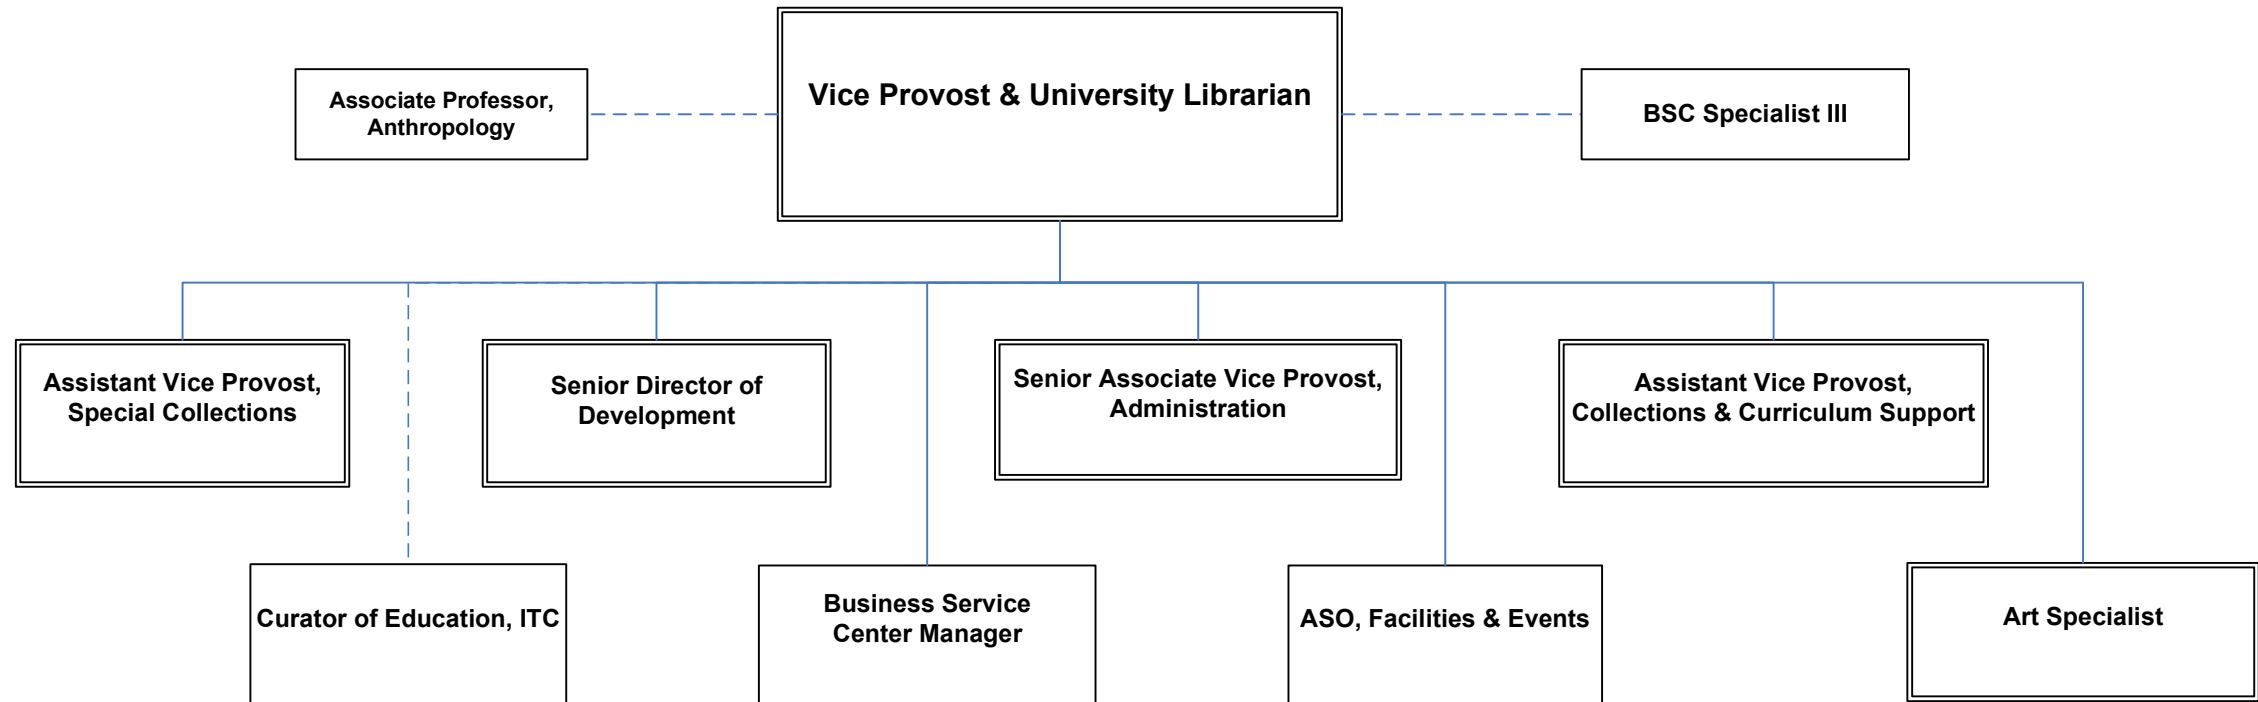 Vice Provost & University Librarian
Associate Professor,
Anthropology
BSC Specialist III
Assistant Vice Provost,
Special Collections
Senior Director of
Development
Senior Associate Vice Provost,
Administration
Assistant Vice Provost,
Collections & Curriculum Support
Curator of Education, ITC
Business Service
Center Manager
ASO, Facilities & Events
Art Specialist